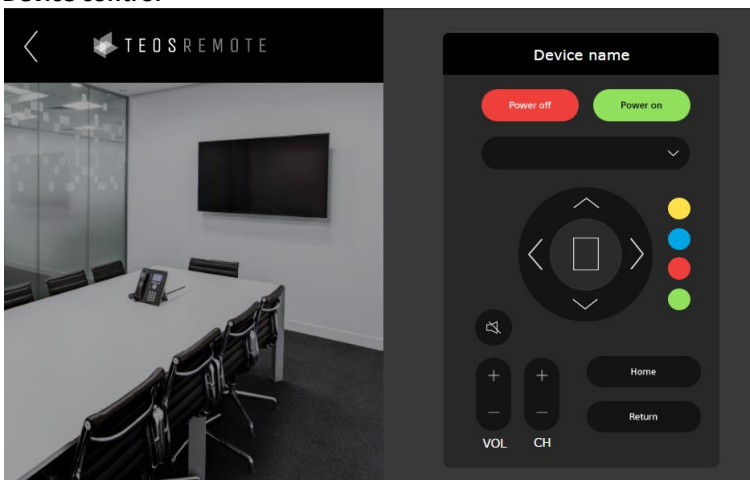 Device control
TEOSREMOTE
Device name
Power off
Power on
Home
Return
VOL
CH